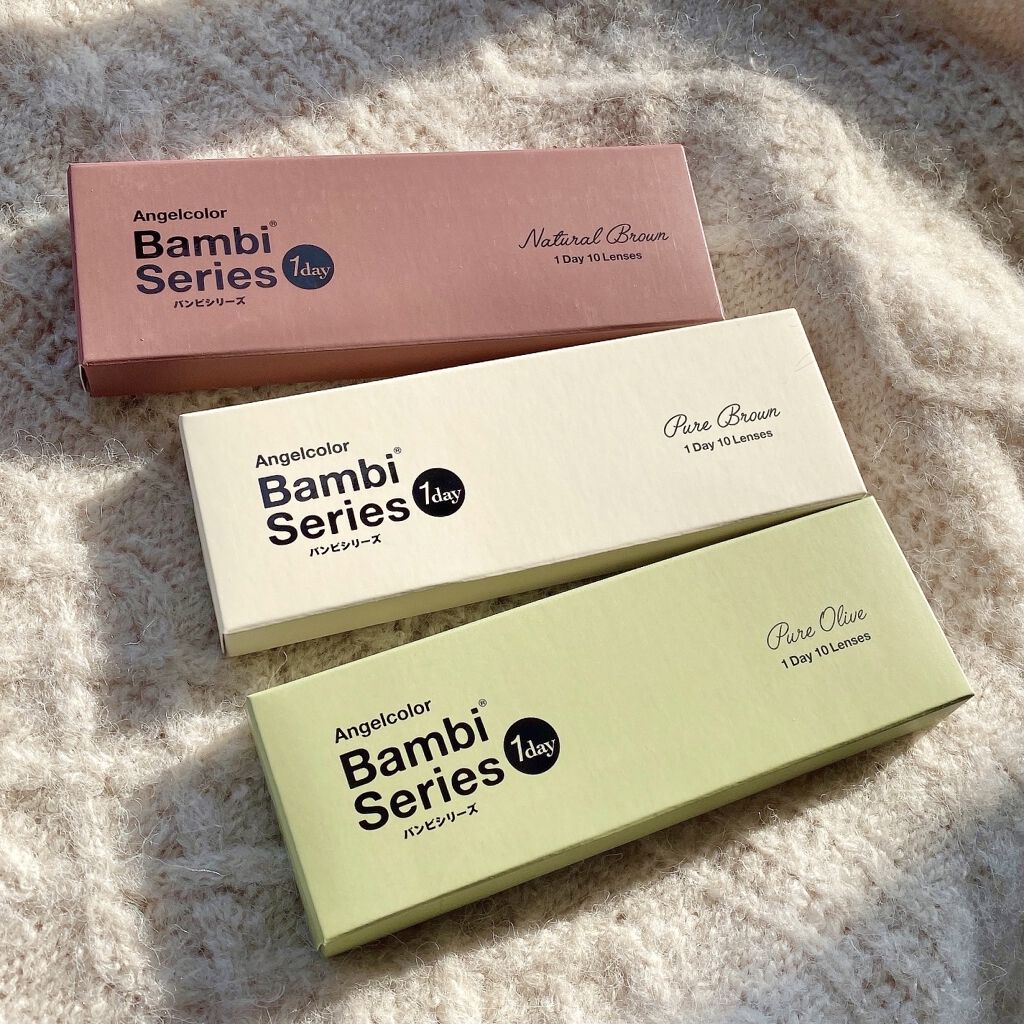 Angelcolor
Bambi®
Series 1day
バンビシリーズ
Natural Brown
1 Day 10 Lenses
Angelcolor
Bambi®
Series 1day
バンビシリーズ
Pure Brown
1 Day 10 Lenses
Angelcolor
Bambi®
Series 1day
バンビシリーズ
Pure Olive
1 Day 10 Lenses